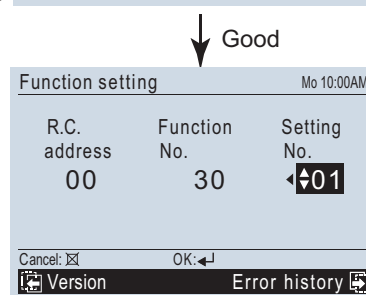 Good
Function setting Mo 10:00AM
R.C. address Function No. Setting No.
00 30 01
Cancel: OK:
Version Error history